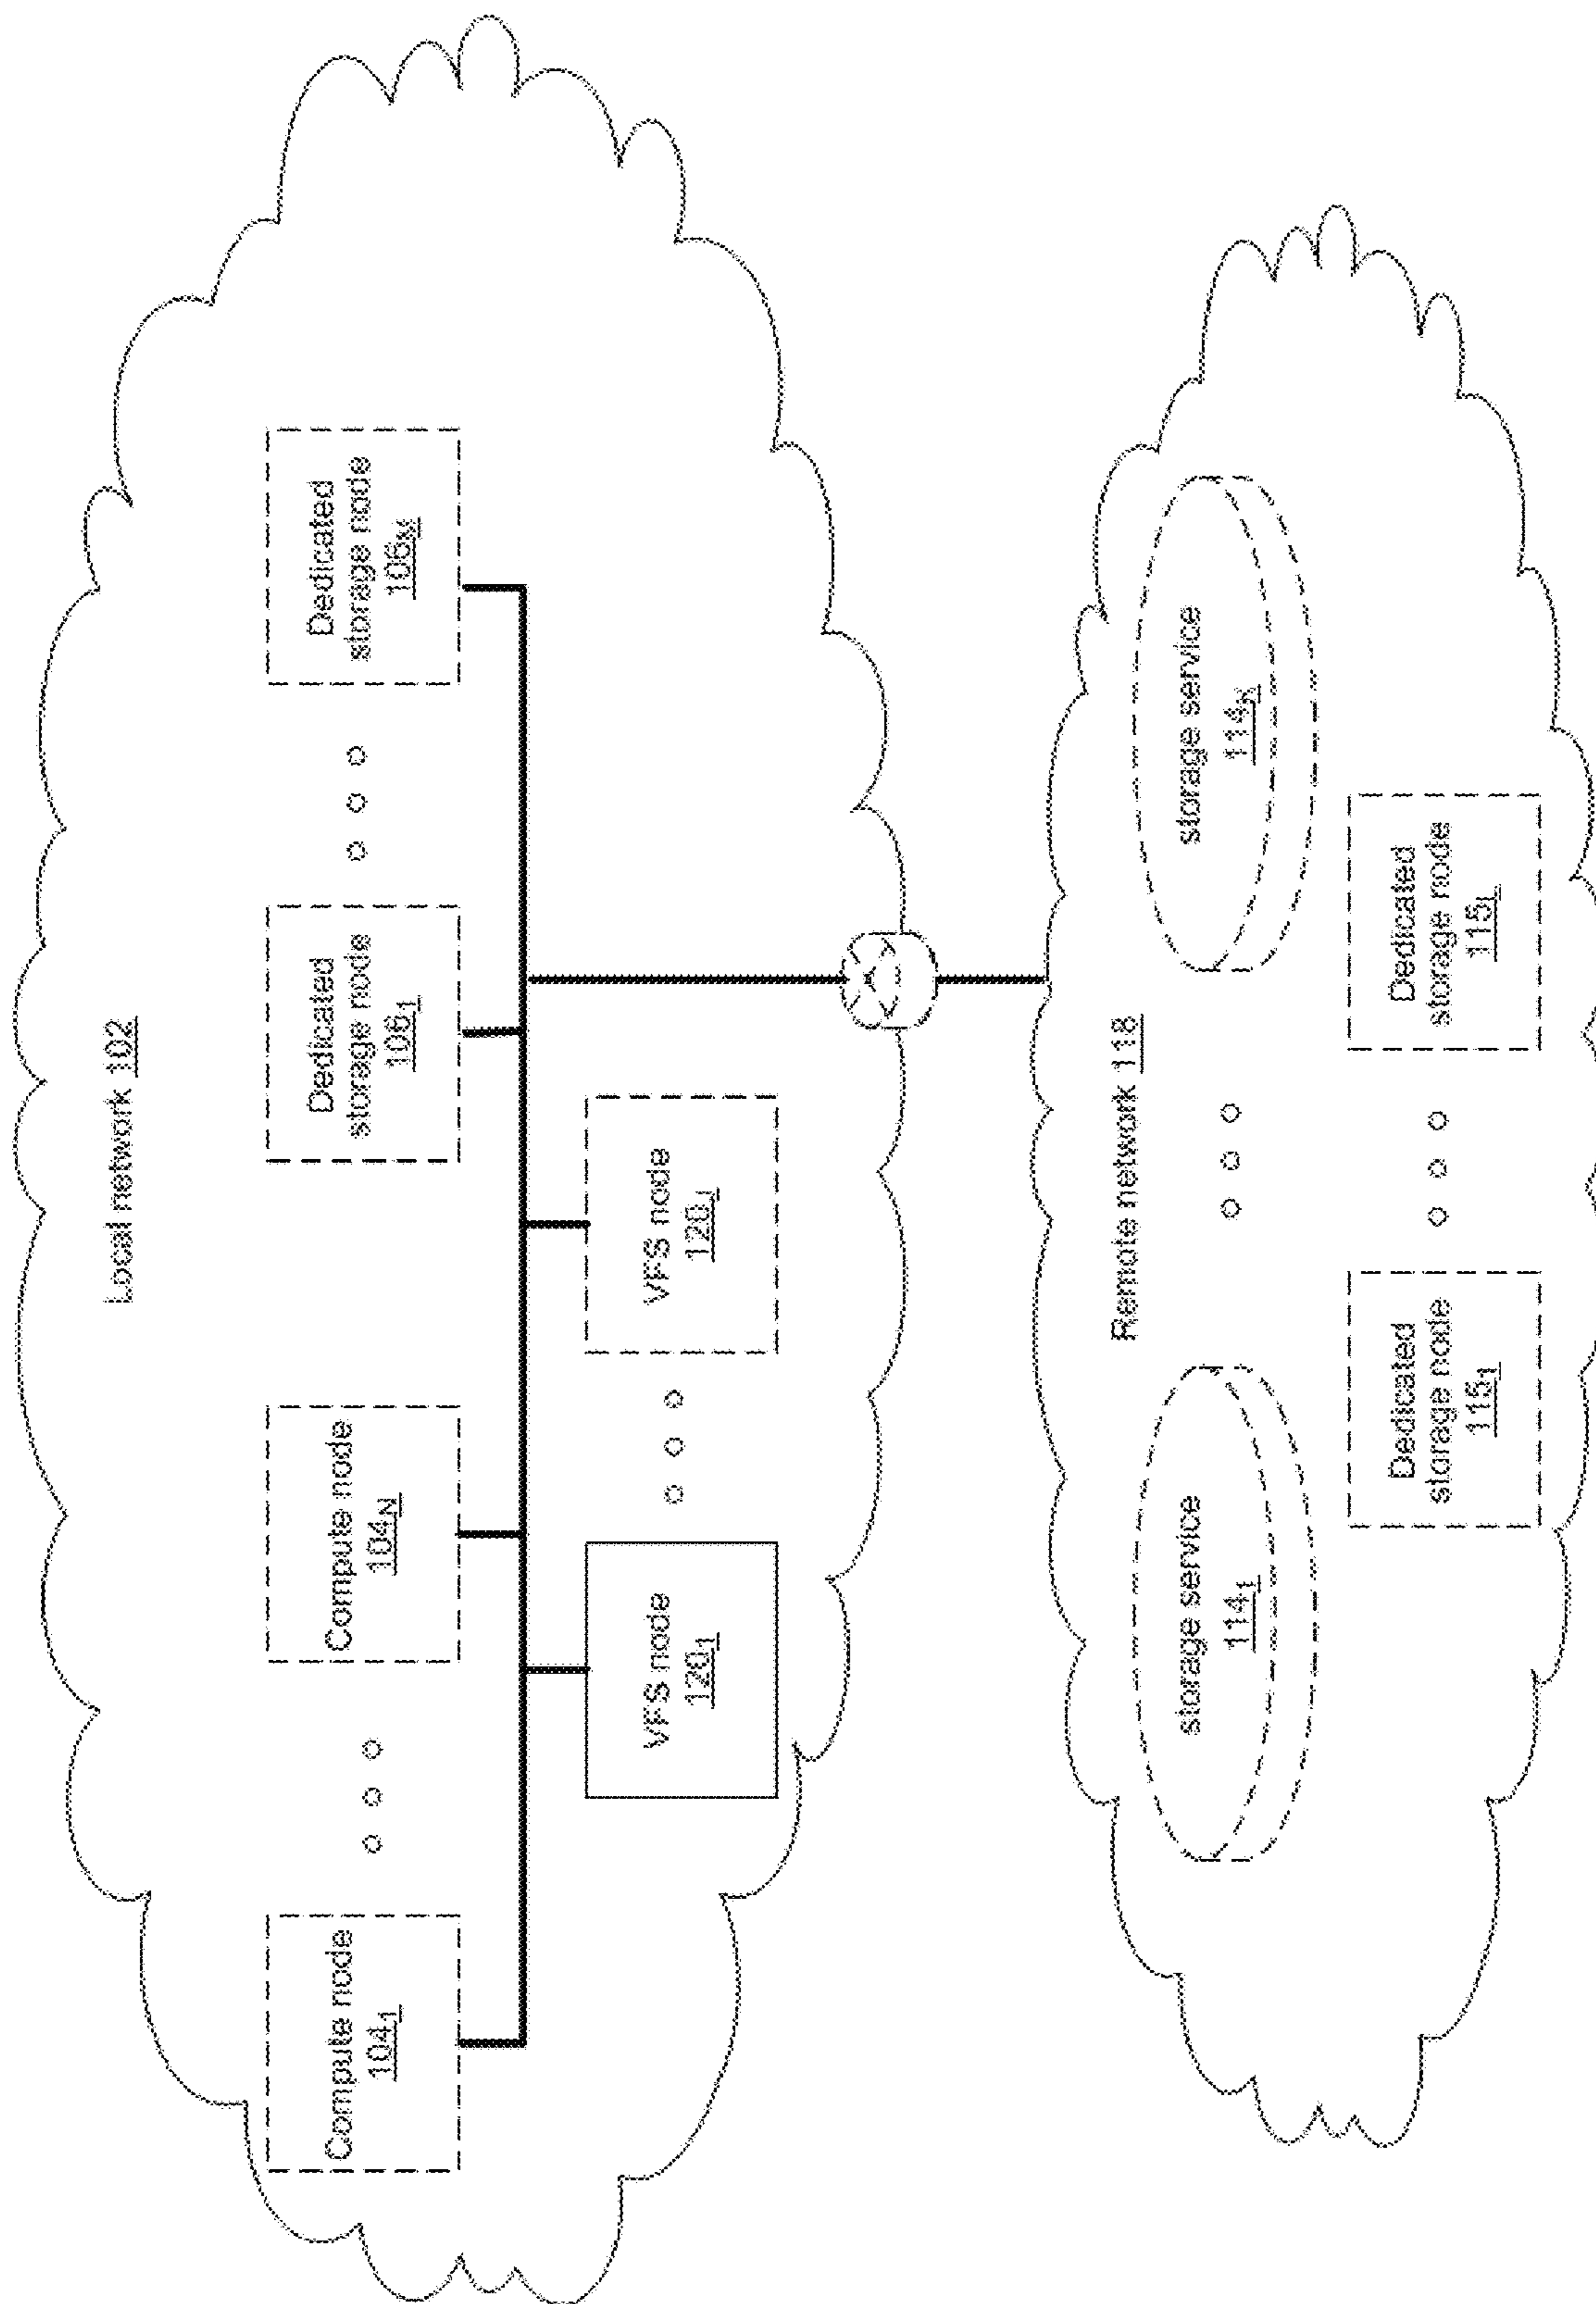 Local network 102
Compute node
104₁
Compute node
104N
Dedicated
storage node
106₁
Dedicated
storage node
106M
VFS node
120₁
VFS node
120J
Remote network 118
storage service
114₁
storage service
114K
Dedicated
storage node
115₁
Dedicated
storage node
115L